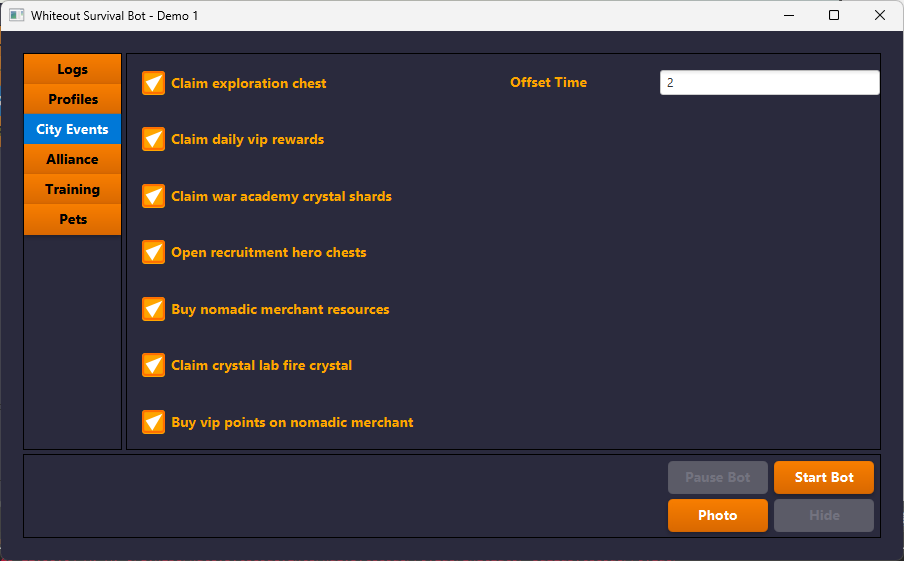 Whiteout Survival Bot - Demo 1
Logs
Profiles
City Events
Alliance
Training
Pets
Claim exploration chest
Offset Time
2
Claim daily vip rewards
Claim war academy crystal shards
Open recruitment hero chests
Buy nomadic merchant resources
Claim crystal lab fire crystal
Buy vip points on nomadic merchant
Pause Bot
Start Bot
Photo
Hide